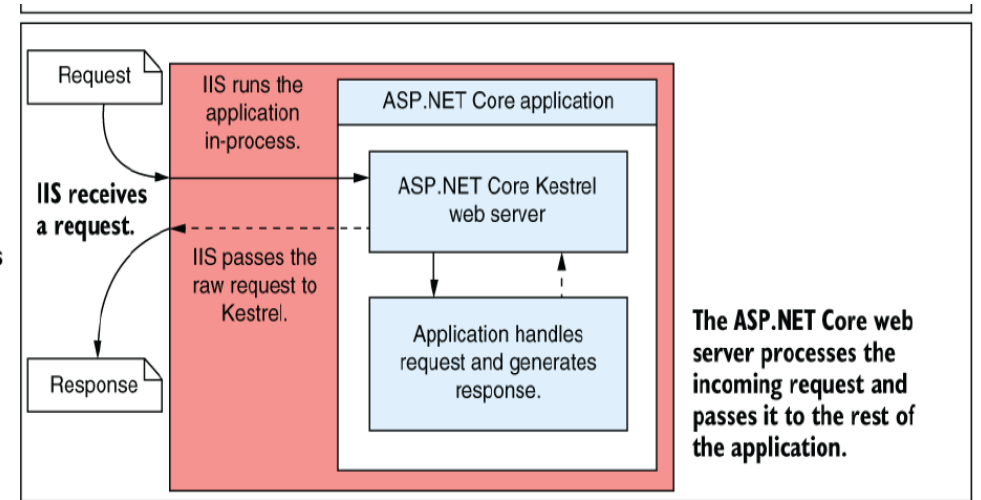 Request
IIS runs the
application
in-process.
ASP.NET Core application
ASP.NET Core Kestrel
web server
IIS receives
a request.
s
IIS passes the
raw request to
Kestrel.
Application handles
request and generates
response.
Response
The ASP.NET Core web
server processes the
incoming request and
passes it to the rest of
the application.